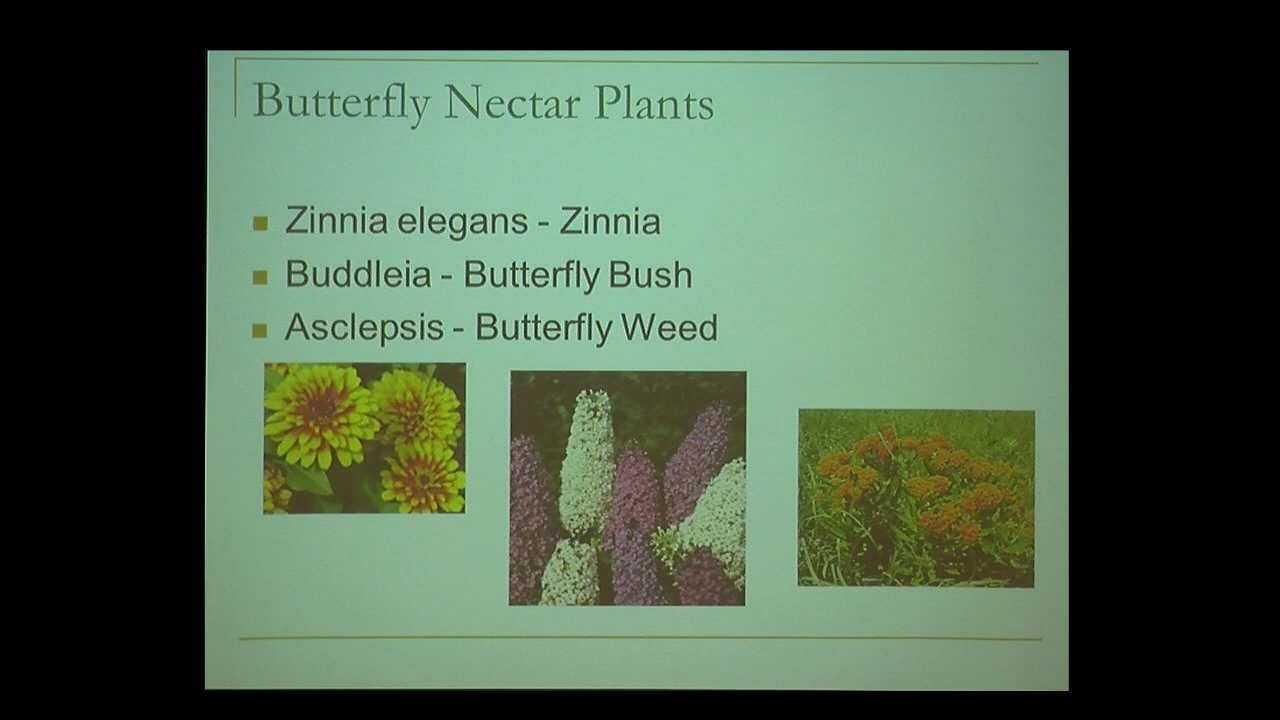 Butterfly Nectar Plants
Zinnia elegans - Zinnia
Buddleia - Butterfly Bush
Asclepsis - Butterfly Weed